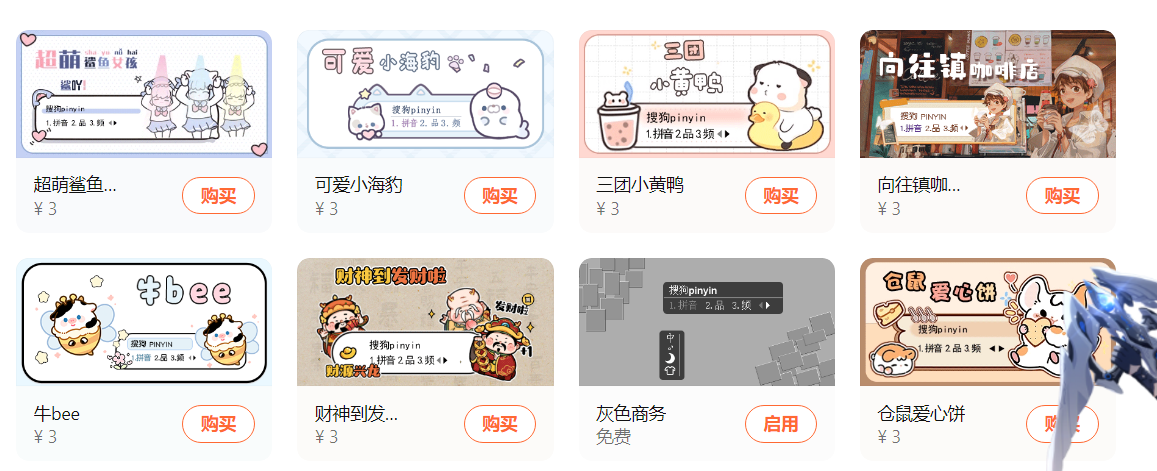 超萌 sha yu nü hai 鲨鱼女孩
鲨吖
搜狗pinyin
1.拼音 2.品 3.频
超萌鲨鱼...
¥ 3
购买
可爱小海豹
搜狗pinyin
1.拼音 2.品 3.频
可爱小海豹
¥ 3
购买
三团
小黄鸭
搜狗pinyin
1.拼音 2.品 3.频
三团小黄鸭
¥ 3
购买
向往镇咖啡店
搜狗 PINYIN
1.拼音 2.品 3.频
向往镇咖...
¥ 3
购买
牛bee
搜狗 PINYIN
1.拼音 2.品 3.频
牛bee
¥ 3
购买
财神到发财啦
发财啦
搜狗pinyin
1.拼音 2.品 3.频
+1
财源兴龙
财神到发...
¥ 3
购买
搜狗pinyin
1.拼音 2.品 3.频
中
灰色商务
免费
启用
仓鼠爱心饼
搜狗pinyin
1.拼音 2.品 3.频
仓鼠爱心饼
¥ 3
购买